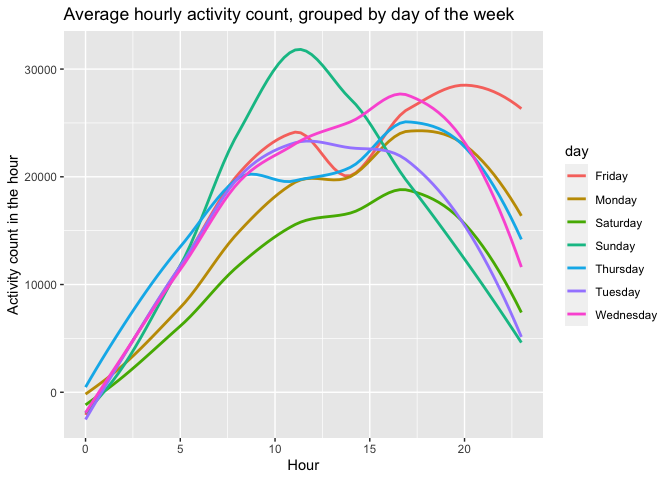 Average hourly activity count, grouped by day of the week
Activity count in the hour
30000
20000
10000
0
0 5 10 15 20
Hour
day
Friday
Monday
Saturday
Sunday
Thursday
Tuesday
Wednesday